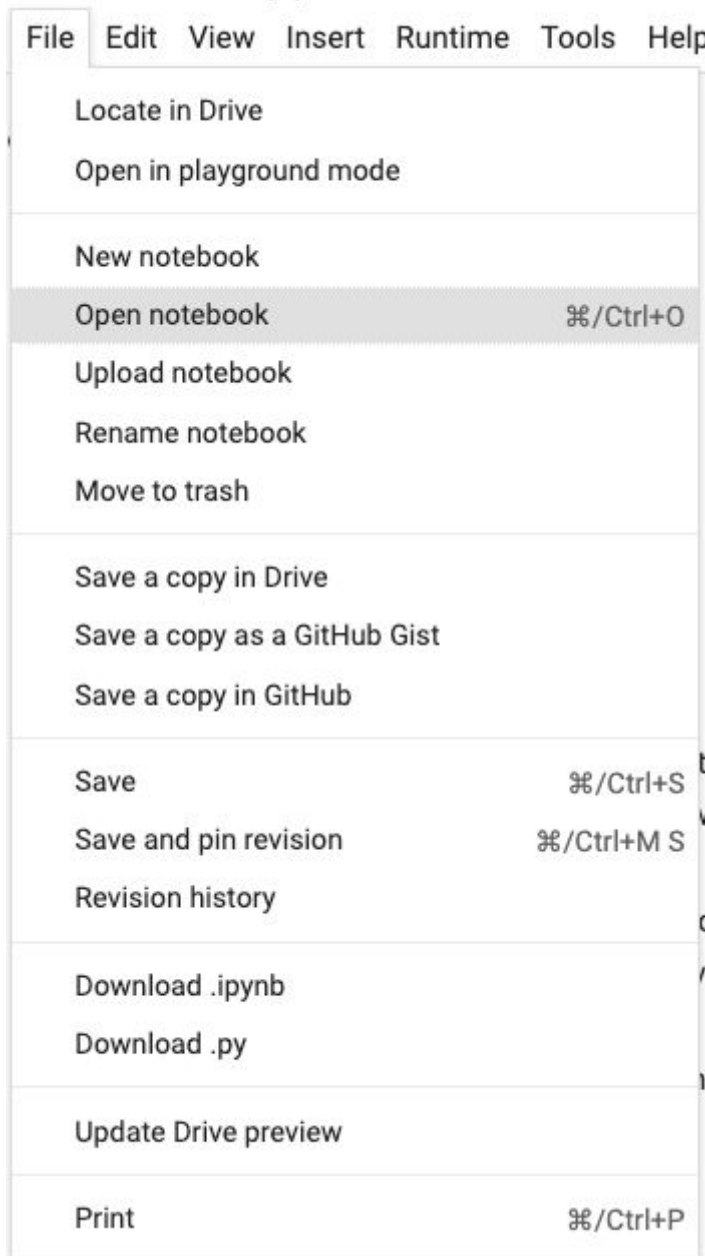 File Edit View Insert Runtime Tools Help
Locate in Drive
Open in playground mode
New notebook
Open notebook ⌘/Ctrl+O
Upload notebook
Rename notebook
Move to trash
Save a copy in Drive
Save a copy as a GitHub Gist
Save a copy in GitHub
Save ⌘/Ctrl+S
Save and pin revision ⌘/Ctrl+M S
Revision history
Download .ipynb
Download .py
Update Drive preview
Print ⌘/Ctrl+P